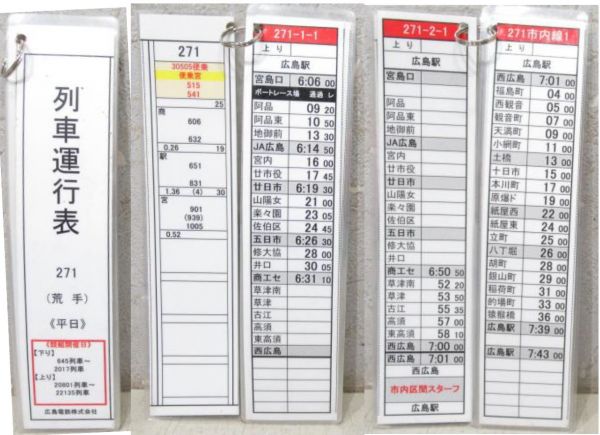 列車運行表
271
(荒手)
《平日》
《競艇開催日》
【下り】
645列車～
2017列車
【上り】
20801列車～
22135列車
広島電鉄株式会社
271
30505便乗
便乗宮
515
541
25
商
606
632
0.26 19
駅
651
831
1.36 (4) 30
宮
901
(939)
1005
0.52
271-1-1
上り
広島駅
宮島口 6:06 00
ボートレース場 通過 レ
阿品 09 20
阿品東 10 50
地御前 13 30
JA広島 6:14 50
宮内 16 00
廿市役 17 45
廿日市 6:19 30
山陽女 21 00
楽々園 23 05
佐伯区 24 45
五日市 6:26 30
修大協 28 00
井口 30 05
商工セ 6:31 10
草津南
草津
古江
高須
東高須
西広島
271-2-1
上り
広島駅
宮島口
阿品
阿品東
地御前
JA広島
宮内
廿市役
廿日市
山陽女
楽々園
佐伯区
五日市
修大協
井口
商工セ 6:50 50
草津南 52 20
草津 53 50
古江 55 35
高須 57 00
東高須 58 10
西広島 7:00 00
西広島 7:01 00
西広島
市内区間スターフ
広島駅
271市内線1
上り
広島駅
西広島 7:01 00
福島町 04 00
西観音 05 00
観音町 07 00
天満町 09 00
小網町 11 00
土橋 13 00
十日市 15 00
本川町 17 00
原爆ド 19 00
紙屋西 22 00
紙屋東 24 00
立町 25 00
八丁堀 26 00
胡町 28 00
銀山町 29 00
稲荷町 31 00
的場町 33 00
猿猴橋 36 00
広島駅 7:39 00
広島駅 7:43 00